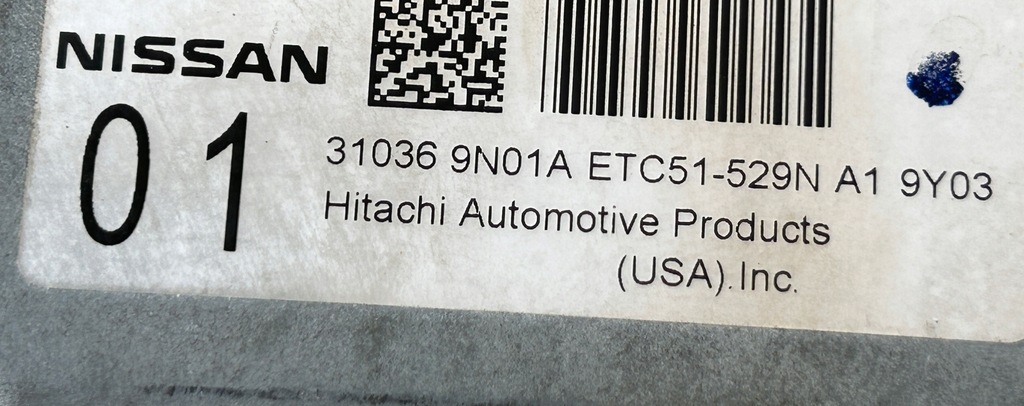 NISSAN
01
31036 9N01A ETC51-529N A1 9Y03
Hitachi Automotive Products
(USA).Inc.